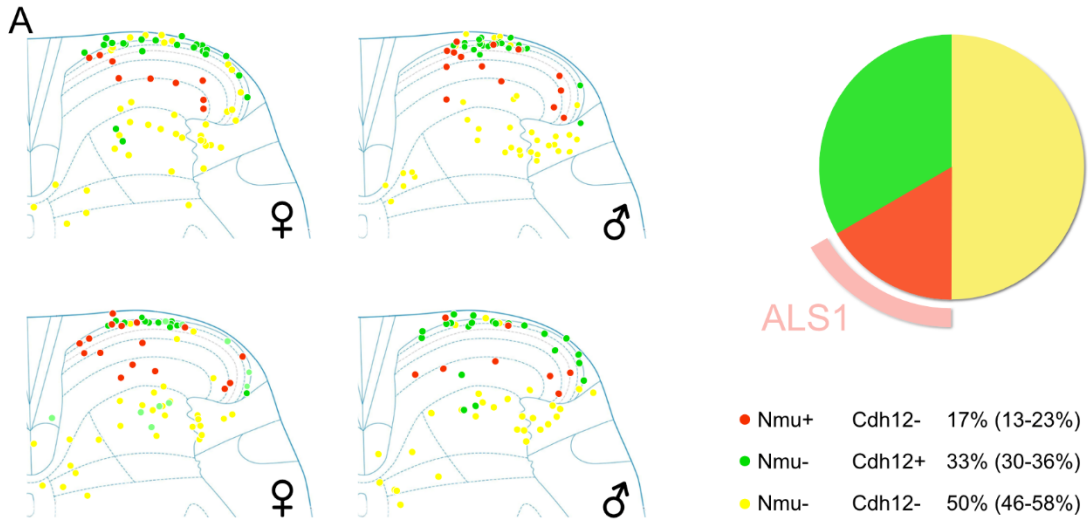 A
♀
♂
♀
♂
ALS1
Nmu+ Cdh12- 17% (13-23%)
Nmu- Cdh12+ 33% (30-36%)
Nmu- Cdh12- 50% (46-58%)